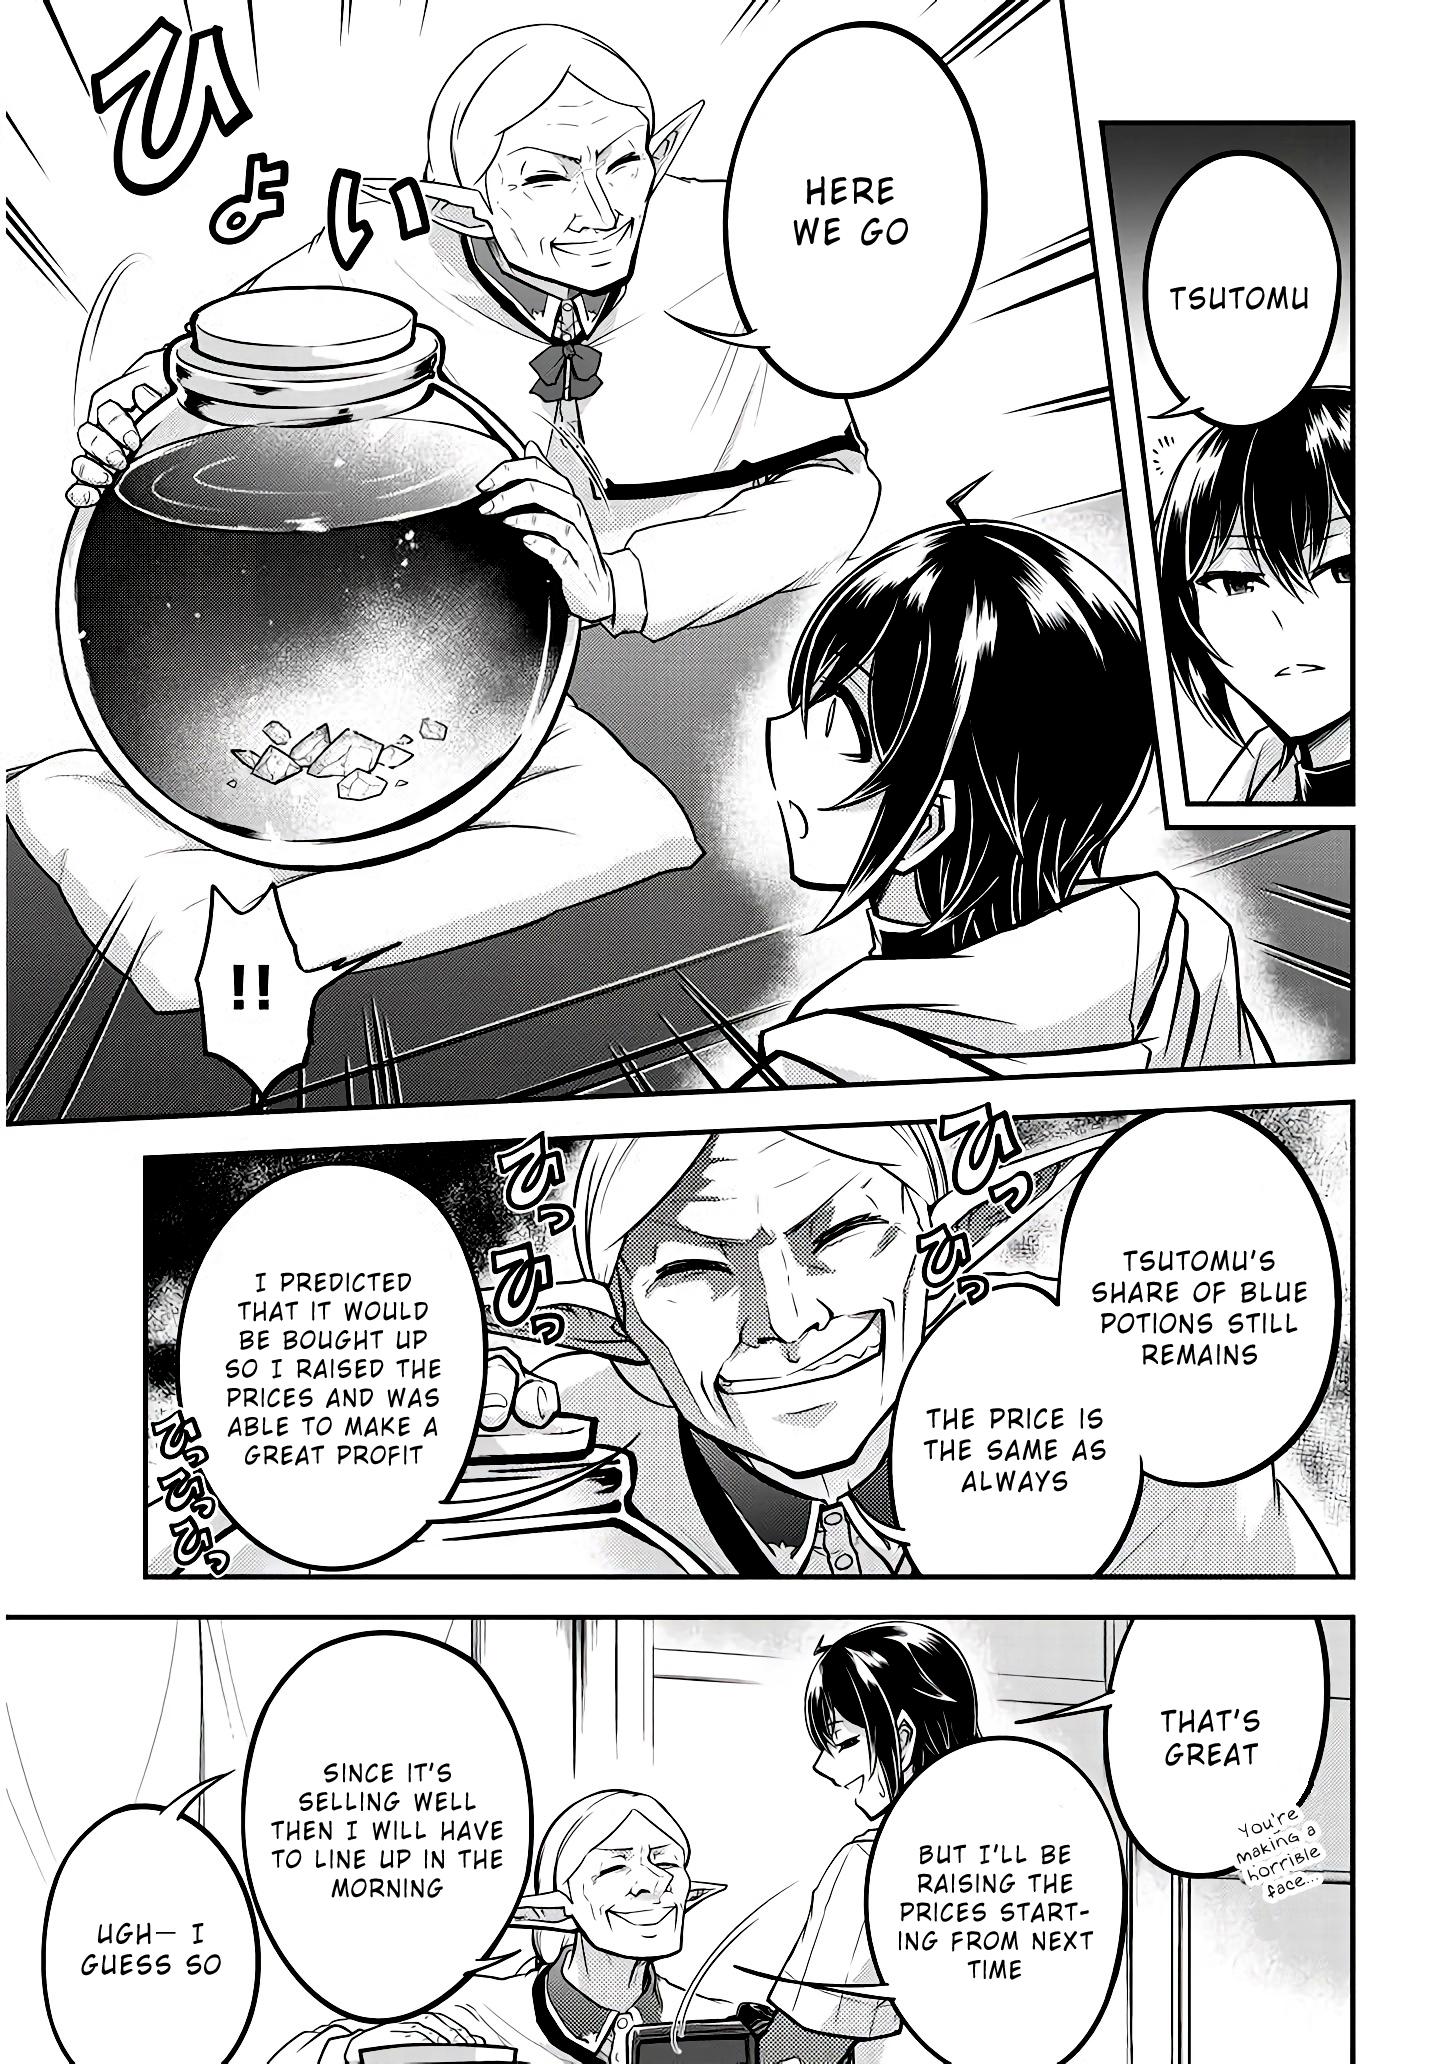 TSUTOMU
HERE
WE GO
ひょい
!!
TSUTOMU'S
SHARE OF BLUE
POTIONS STILL
REMAINS
THE PRICE IS
THE SAME AS
ALWAYS
ひっ
ひっ
ひっ
ひっ
I PREDICTED
THAT IT WOULD
BE BOUGHT UP
SO I RAISED THE
PRICES AND WAS
ABLE TO MAKE A
GREAT PROFIT
ひっ
ひっ
ひっ
THAT'S
GREAT
You're
making a
horrible
face...
BUT I'LL BE
RAISING THE
PRICES START-
ING FROM NEXT
TIME
SINCE IT'S
SELLING WELL
THEN I WILL HAVE
TO LINE UP IN THE
MORNING
UGH— I
GUESS SO